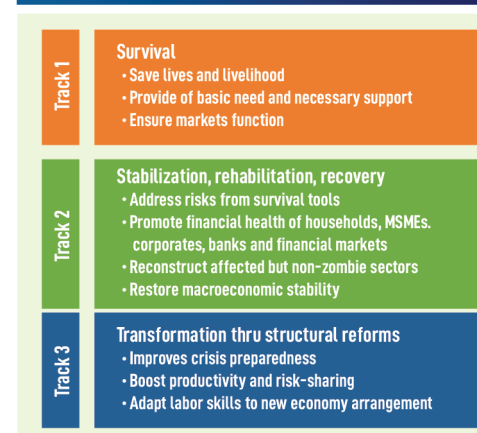 Track 1
Survival
• Save lives and livelihood
• Provide of basic need and necessary support
• Ensure markets function
Track 2
Stabilization, rehabilitation, recovery
• Address risks from survival tools
• Promote financial health of households, MSMEs.
corporates, banks and financial markets
• Reconstruct affected but non-zombie sectors
• Restore macroeconomic stability
Track 3
Transformation thru structural reforms
• Improves crisis preparedness
• Boost productivity and risk-sharing
• Adapt labor skills to new economy arrangement